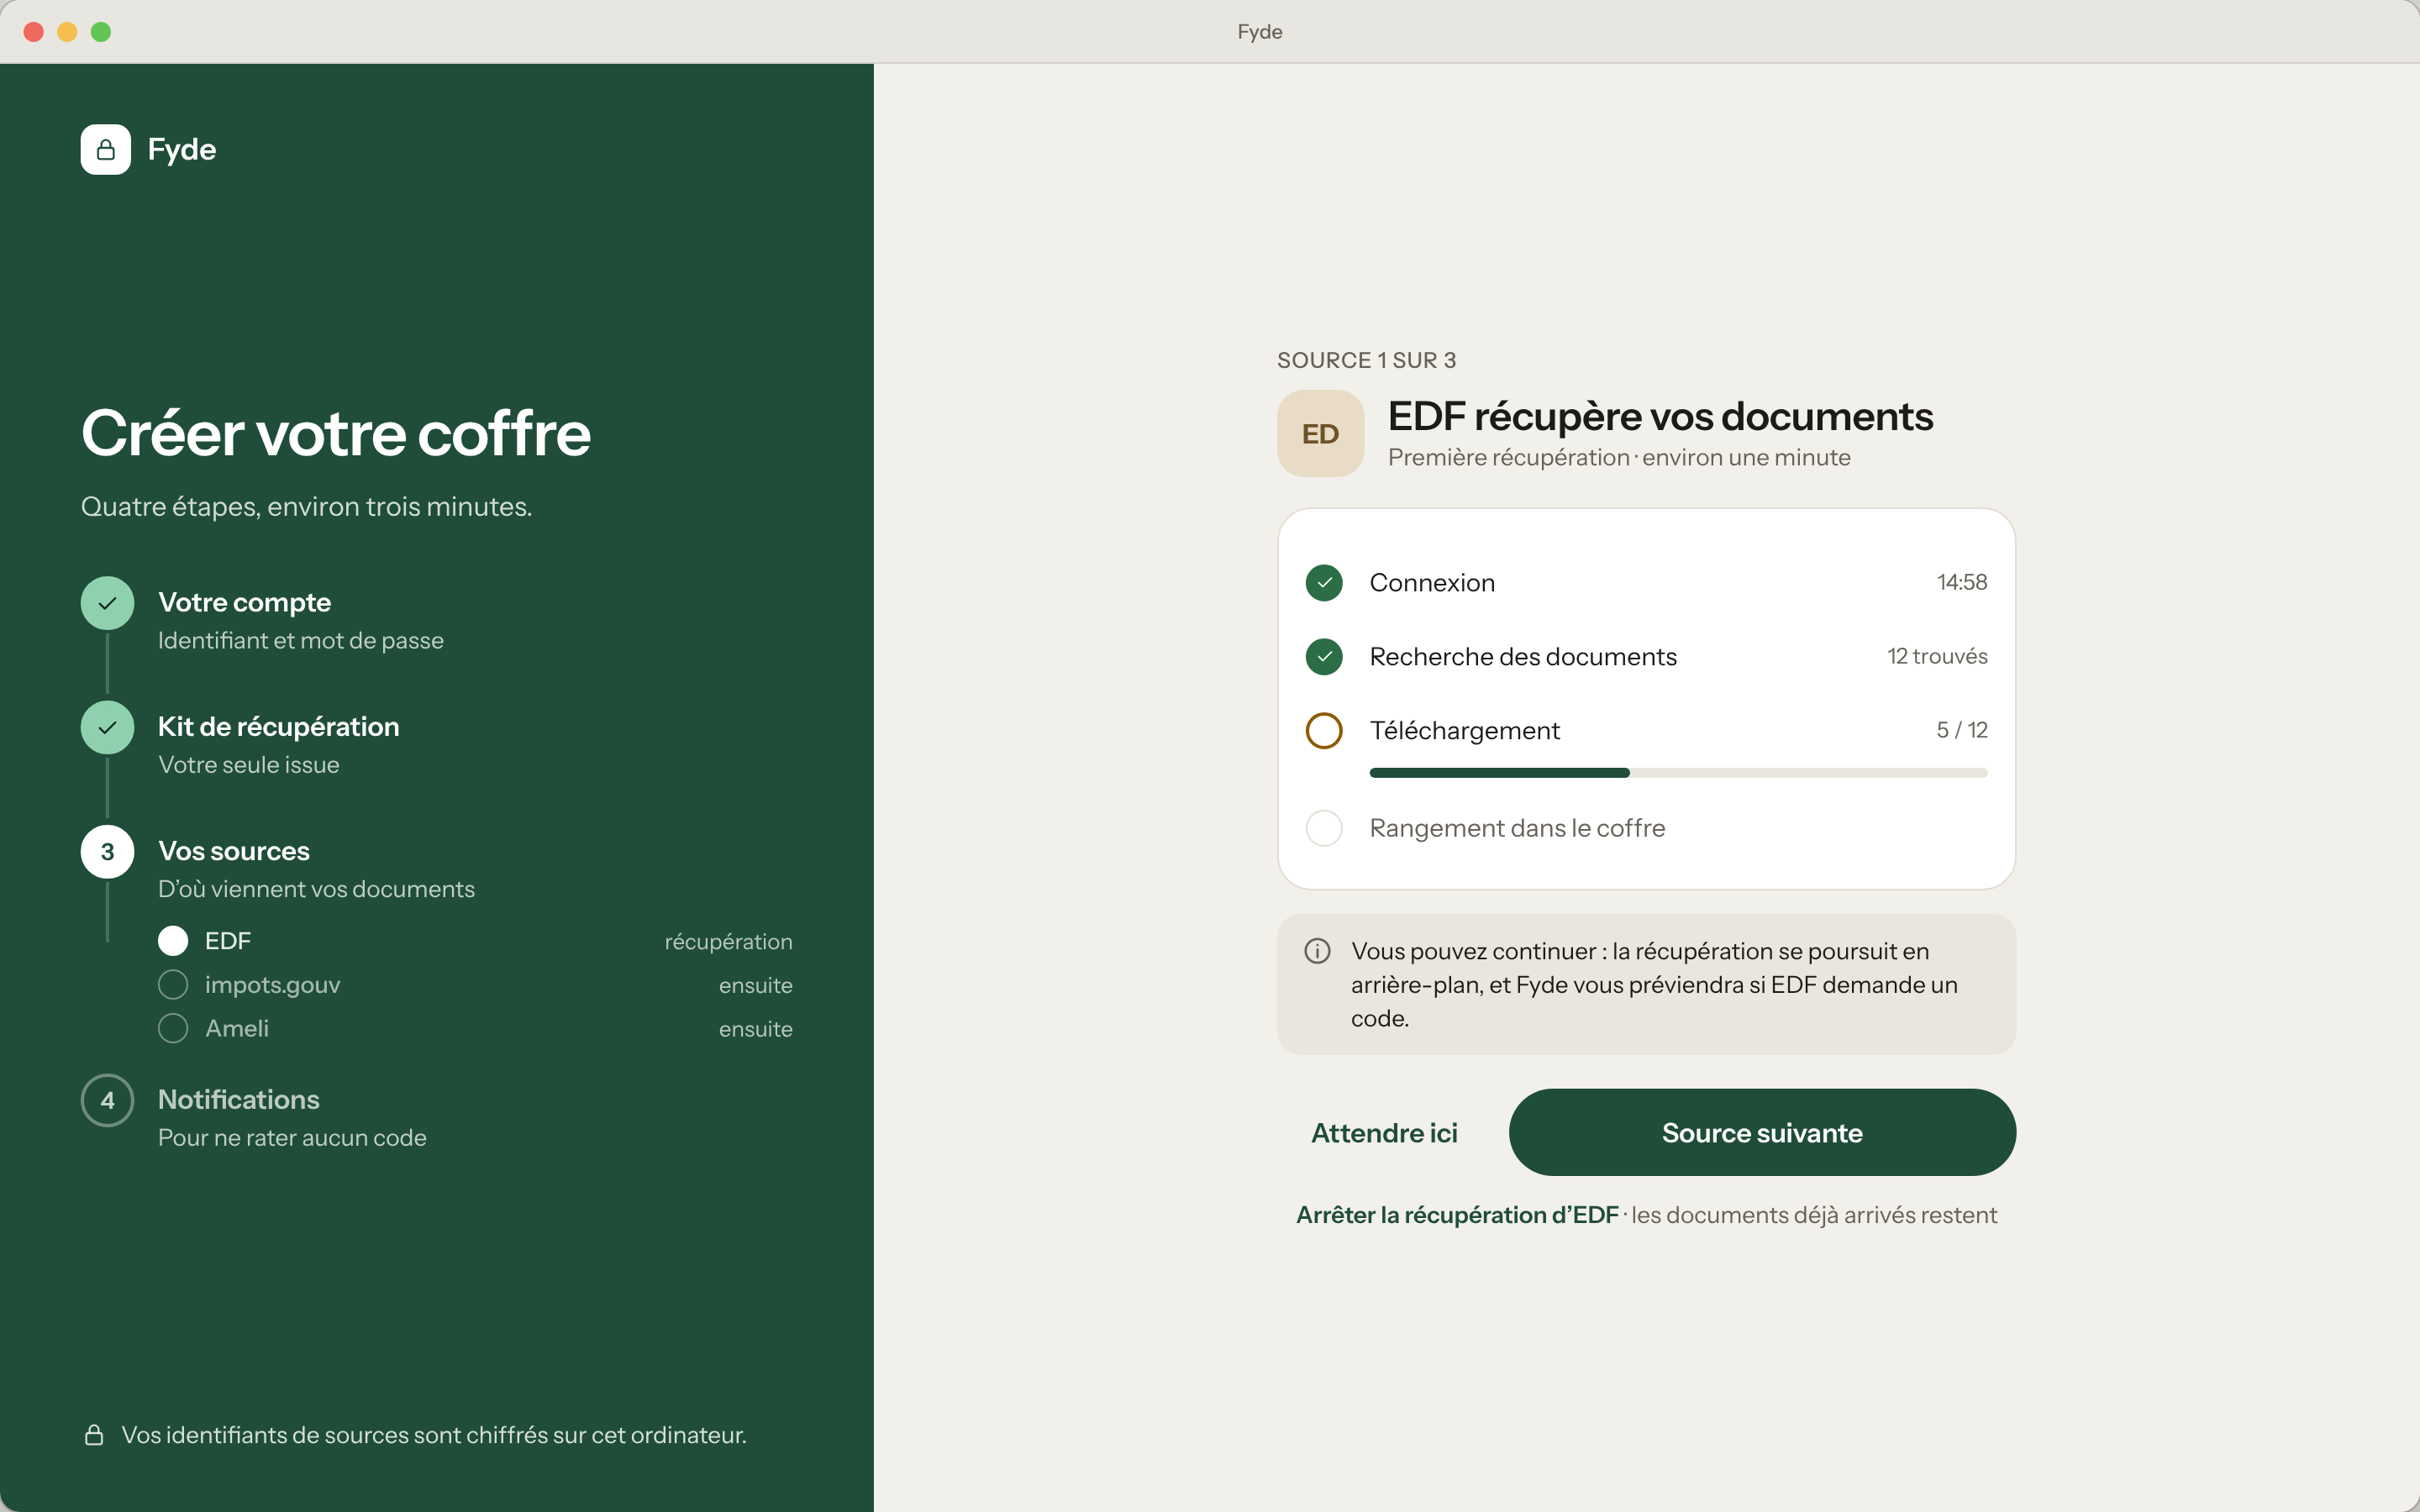 Fyde
Fyde
Créer votre coffre
Quatre étapes, environ trois minutes.
Votre compte
Identifiant et mot de passe
Kit de récupération
Votre seule issue
3
Vos sources
D’où viennent vos documents
EDF récupération
impots.gouv ensuite
Ameli ensuite
4
Notifications
Pour ne rater aucun code
Vos identifiants de sources sont chiffrés sur cet ordinateur.
SOURCE 1 SUR 3
ED
EDF récupère vos documents
Première récupération · environ une minute
Connexion 14:58
Recherche des documents 12 trouvés
Téléchargement 5 / 12
Rangement dans le coffre
Vous pouvez continuer : la récupération se poursuit en
arrière-plan, et Fyde vous préviendra si EDF demande un
code.
Attendre ici
Source suivante
Arrêter la récupération d’EDF · les documents déjà arrivés restent